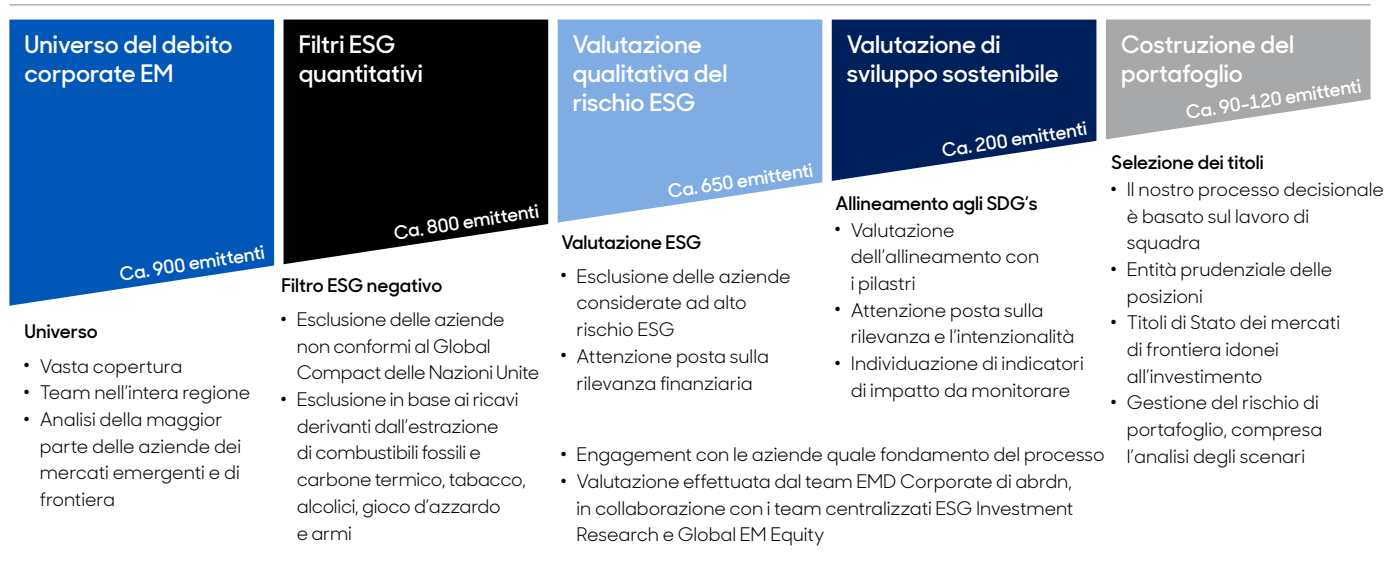 Universo del debito
corporate EM
Ca. 900 emittenti
Universo
• Vasta copertura
• Team nell'intera regione
• Analisi della maggior
parte delle aziende dei
mercati emergenti e di
frontiera
Filtri ESG
quantitativi
Ca. 800 emittenti
Filtro ESG negativo
• Esclusione delle aziende
non conformi al Global
Compact delle Nazioni Unite
• Esclusione in base ai ricavi
derivanti dall'estrazione
di combustibili fossili e
carbone termico, tabacco,
alcolici, gioco d'azzardo
e armi
Valutazione
qualitativa del
rischio ESG
Ca. 650 emittenti
Valutazione ESG
• Esclusione delle aziende
considerate ad alto
rischio ESG
• Attenzione posta sulla
rilevanza finanziaria
Valutazione di
sviluppo sostenibile
Ca. 200 emittenti
Allineamento agli SDG's
• Valutazione
dell'allineamento con
i pilastri
• Attenzione posta sulla
rilevanza e l'intenzionalità
• Individuazione di indicatori
di impatto da monitorare
• Engagement con le aziende quale fondamento del processo
• Valutazione effettuata dal team EMD Corporate di abrdn,
in collaborazione con i team centralizzati ESG Investment
Research e Global EM Equity
Costruzione del
portafoglio
Ca. 90-120 emittenti
Selezione dei titoli
• Il nostro processo decisionale
è basato sul lavoro di
squadra
• Entità prudenziale delle
posizioni
• Titoli di Stato dei mercati
di frontiera idonei
all'investimento
• Gestione del rischio di
portafoglio, compresa
l'analisi degli scenari